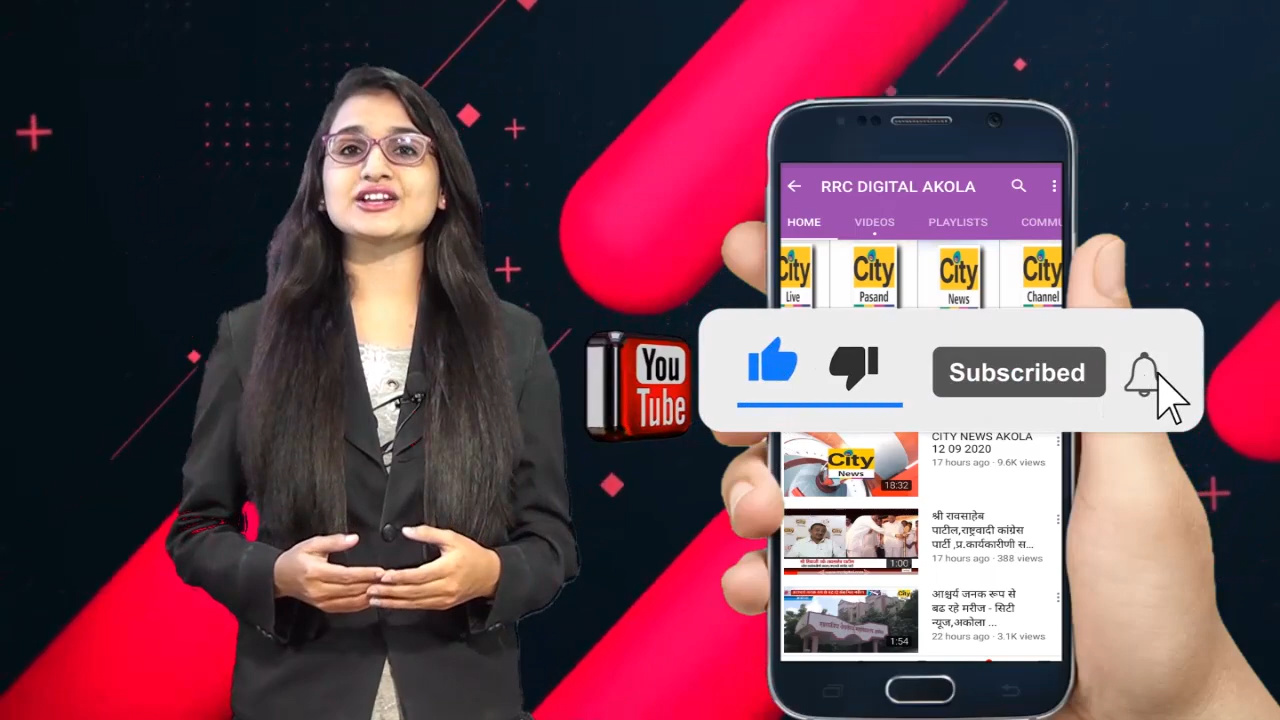 RRC DIGITAL AKOLA
HOME VIDEOS PLAYLISTS COMMU
City
Live
City
Pasand
City
News
City
Channel
You
Tube
Subscribed
City
News
18:32
CITY NEWS AKOLA
12 09 2020
17 hours ago · 9.6K views
1:00
श्री रावसाहेब
पाटील,राष्ट्रवादी कांग्रेस
पार्टी ,प्र.कार्यकारीणी स...
17 hours ago · 388 views
City
1:54
आश्चर्य जनक रूप से
बढ रहे मरीज - सिटी
न्यूज,अकोला ...
22 hours ago · 3.1K views